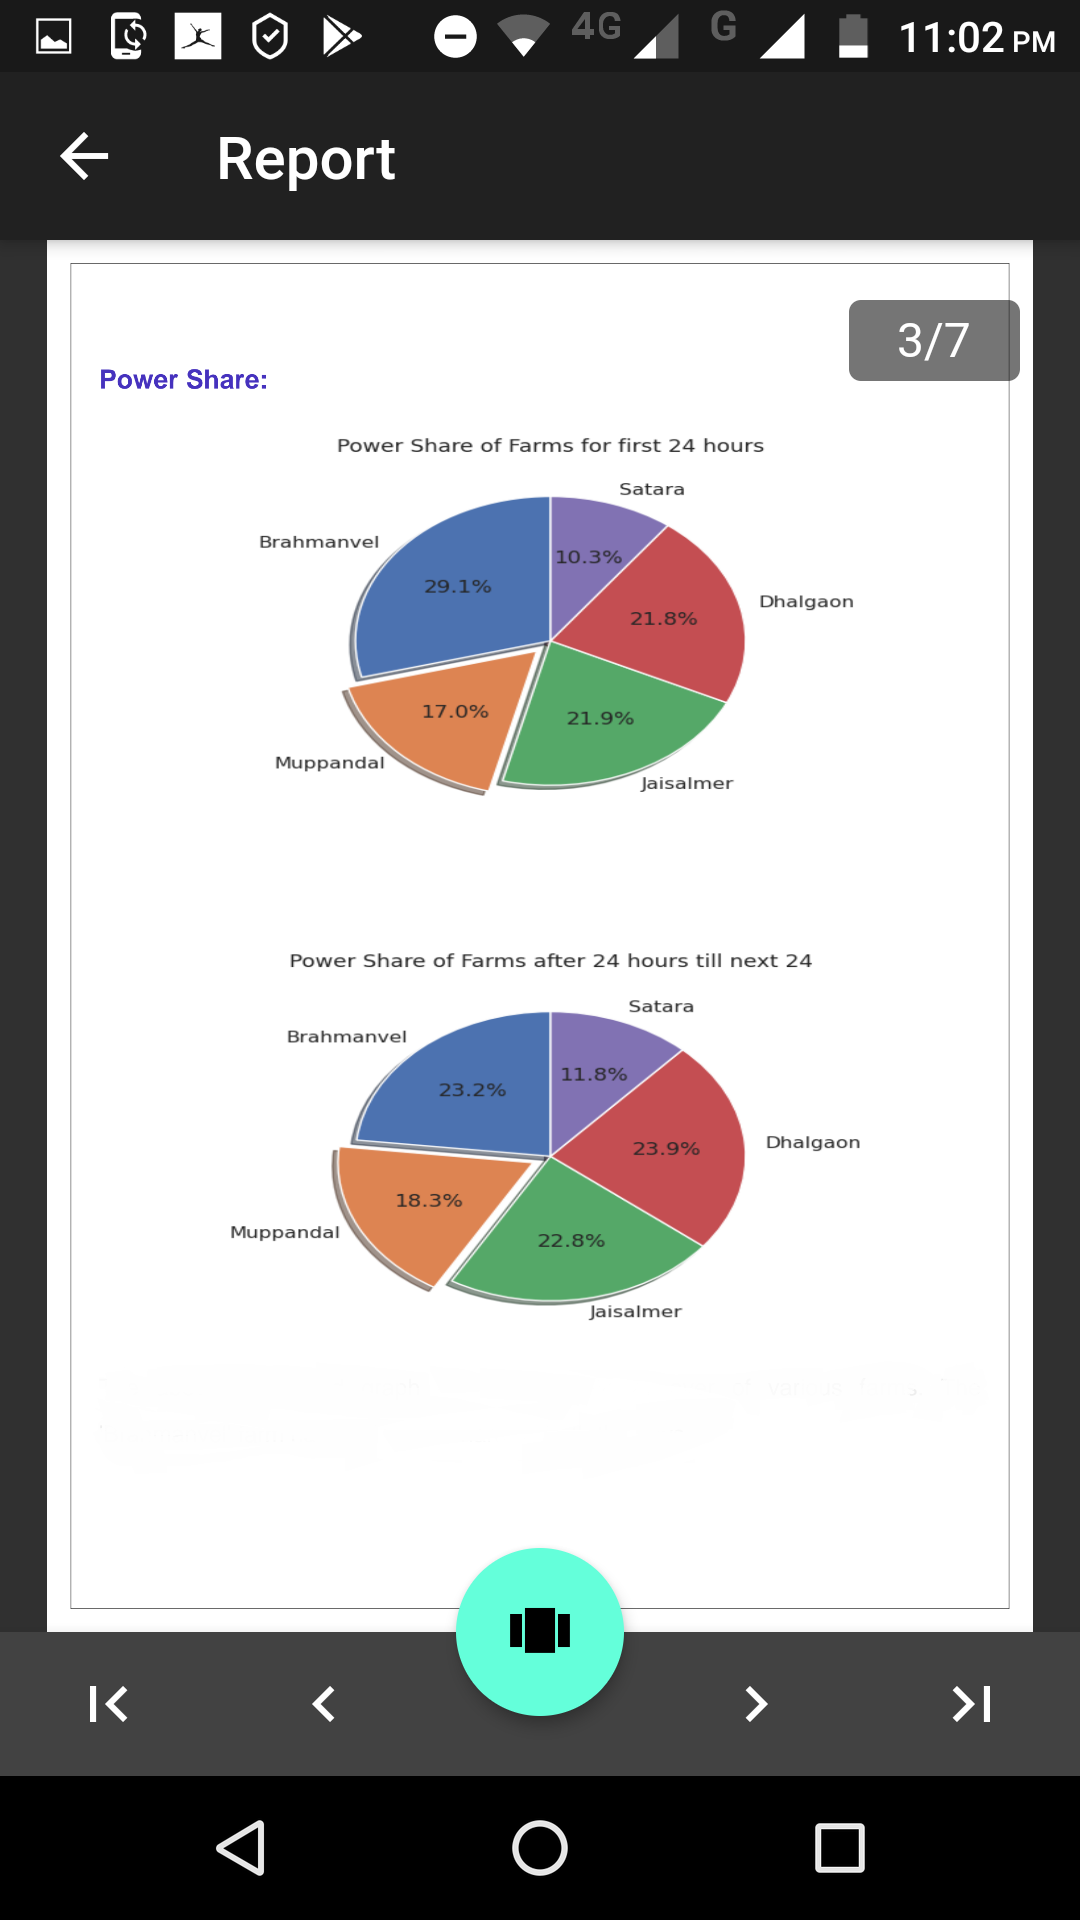 4G G 11:02 PM
Report
3/7
Power Share:
Power Share of Farms for first 24 hours
Satara
Brahmanvel
10.3%
29.1%
Dhalgaon
21.8%
17.0%
21.9%
Muppandal
Jaisalmer
Power Share of Farms after 24 hours till next 24
Satara
Brahmanvel
11.8%
23.2%
Dhalgaon
23.9%
18.3%
Muppandal
22.8%
Jaisalmer